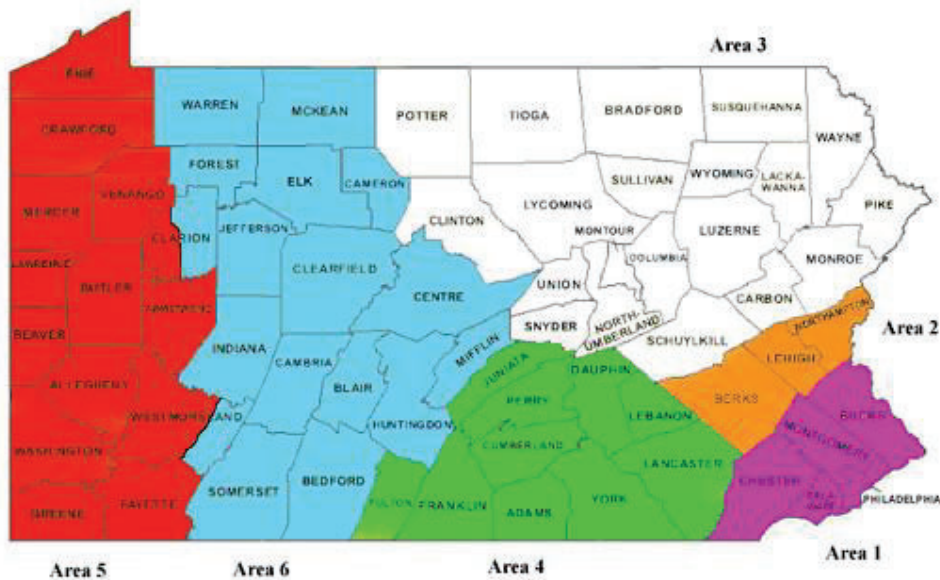 Area 3
ERIE
WARREN
MCKEAN
POTTER
TIOGA
BRADFORD
SUSQUEHANNA
WAYNE
CRAWFORD
FOREST
ELK
CAMERON
SULLIVAN
WYOMING
LACKA-
WANNA
PIKE
VENANGO
MERCER
CLARION
JEFFERSON
CLINTON
LYCOMING
MONTOUR
COLUMBIA
LUZERNE
MONROE
LAWRENCE
BUTLER
CLEARFIELD
CENTRE
UNION
CARBON
ARMSTRONG
BEAVER
INDIANA
CAMBRIA
BLAIR
MIFFLIN
SNYDER
NORTH-
UMBERLAND
SCHUYLKILL
NORTHAMPTON
Area 2
LEHIGH
ALLEGHENY
JUNIATA
DAUPHIN
PERRY
BERKS
WESTMORELAND
HUNTINGDON
CUMBERLAND
LEBANON
BUCKS
MONTGOMERY
WASHINGTON
LANCASTER
CHESTER
SOMERSET
BEDFORD
FULTON
FRANKLIN
ADAMS
YORK
DELA-
WARE
PHILADELPHIA
GREENE
FAYETTE
Area 5
Area 6
Area 4
Area 1